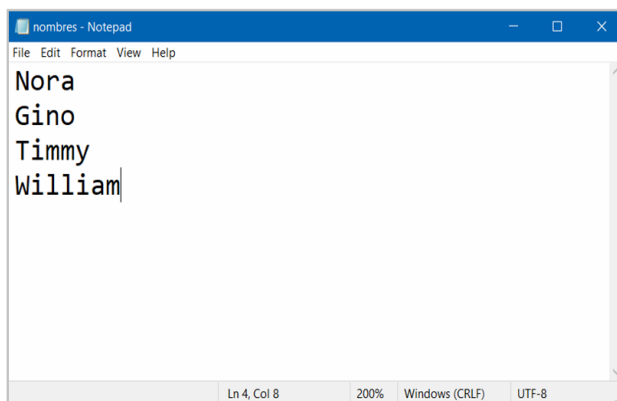 nombres - Notepad
File Edit Format View Help
Nora
Gino
Timmy
William
Ln 4, Col 8 200% Windows (CRLF) UTF-8